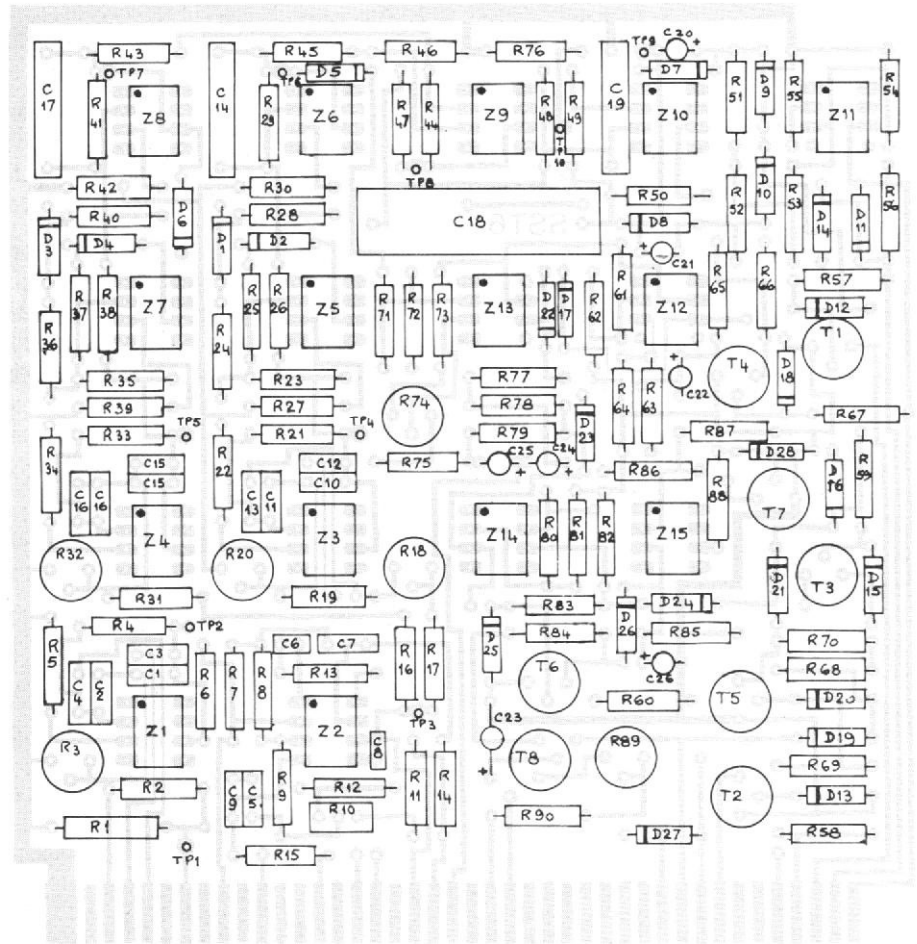 R43
R45
R46
R76
TP9
C20
+
C17
TP7
R41
Z8
C14
TP6
D5
R29
Z6
R47
R44
Z9
R48
R49
TP10
C19
D7
Z10
R51
D9
R55
Z11
R54
TP8
R42
R40
D6
D3
D4
R30
R28
D1
D2
C18
SST6
R50
D8
+
C21
R52
D10
R53
D14
D11
R56
R37
R38
Z7
R36
R25
R26
Z5
R24
R71
R72
R73
Z13
D22
D17
R62
R61
Z12
R65
R66
R57
D12
T1
R35
R39
R33
TP5
R23
R27
R21
TP4
R74
R75
R77
R78
R79
C25
+
C24
+
D23
R64
R63
+
C22
T4
D18
R67
R87
D28
R86
R34
C15
C15
C16
C16
Z4
R32
R31
R22
C12
C10
C13
C11
Z3
R20
R19
R18
Z14
R80
R81
R82
Z15
R88
T7
D16
R59
D21
T3
D15
R4
TP2
R5
C3
C1
C4
C2
Z1
R3
R2
R1
TP1
R6
R7
R8
C6
C7
R13
Z2
C8
R16
R17
TP3
C9
C5
R9
R12
R10
R11
R14
R15
R83
R84
D25
D26
D24
R85
+
C26
T6
R60
T5
C23
+
T8
R89
T2
R90
D27
R70
R68
D20
D19
R69
D13
R58